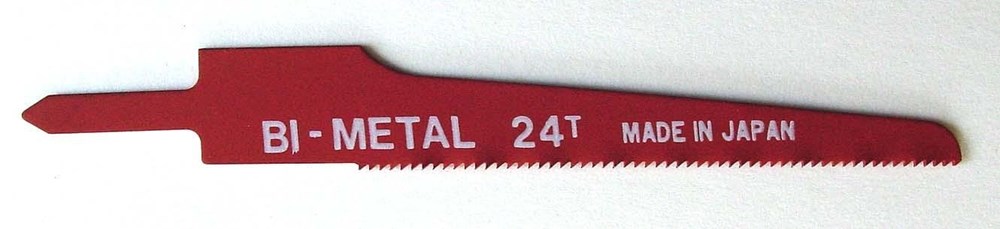 BI-METAL 24T MADE IN JAPAN